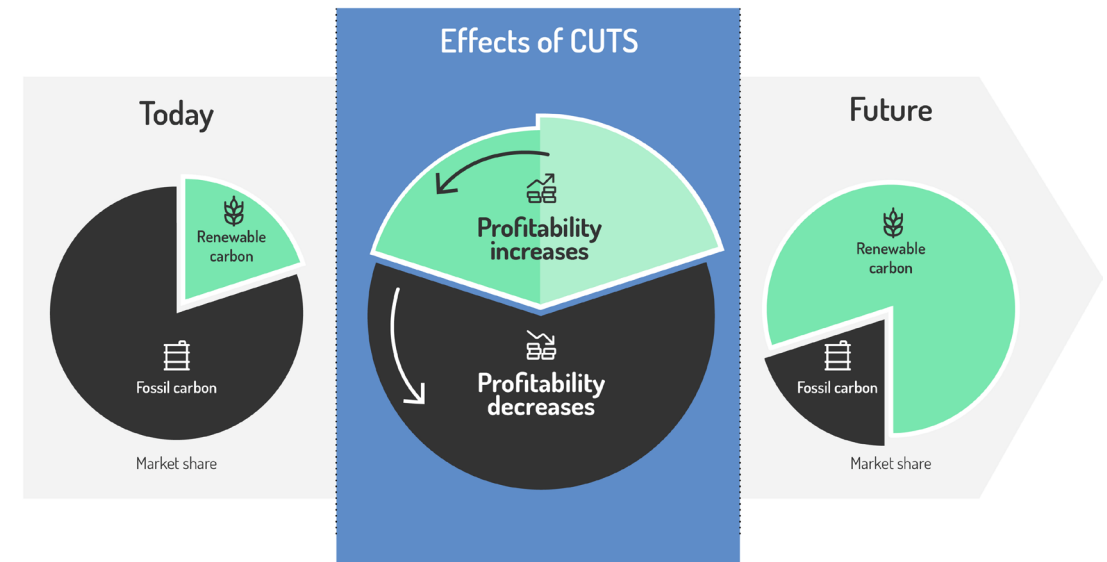 Today
Renewable
carbon
Fossil carbon
Market share
Effects of CUTS
Profitability
increases
Profitability
decreases
Future
Renewable
carbon
Fossil carbon
Market share